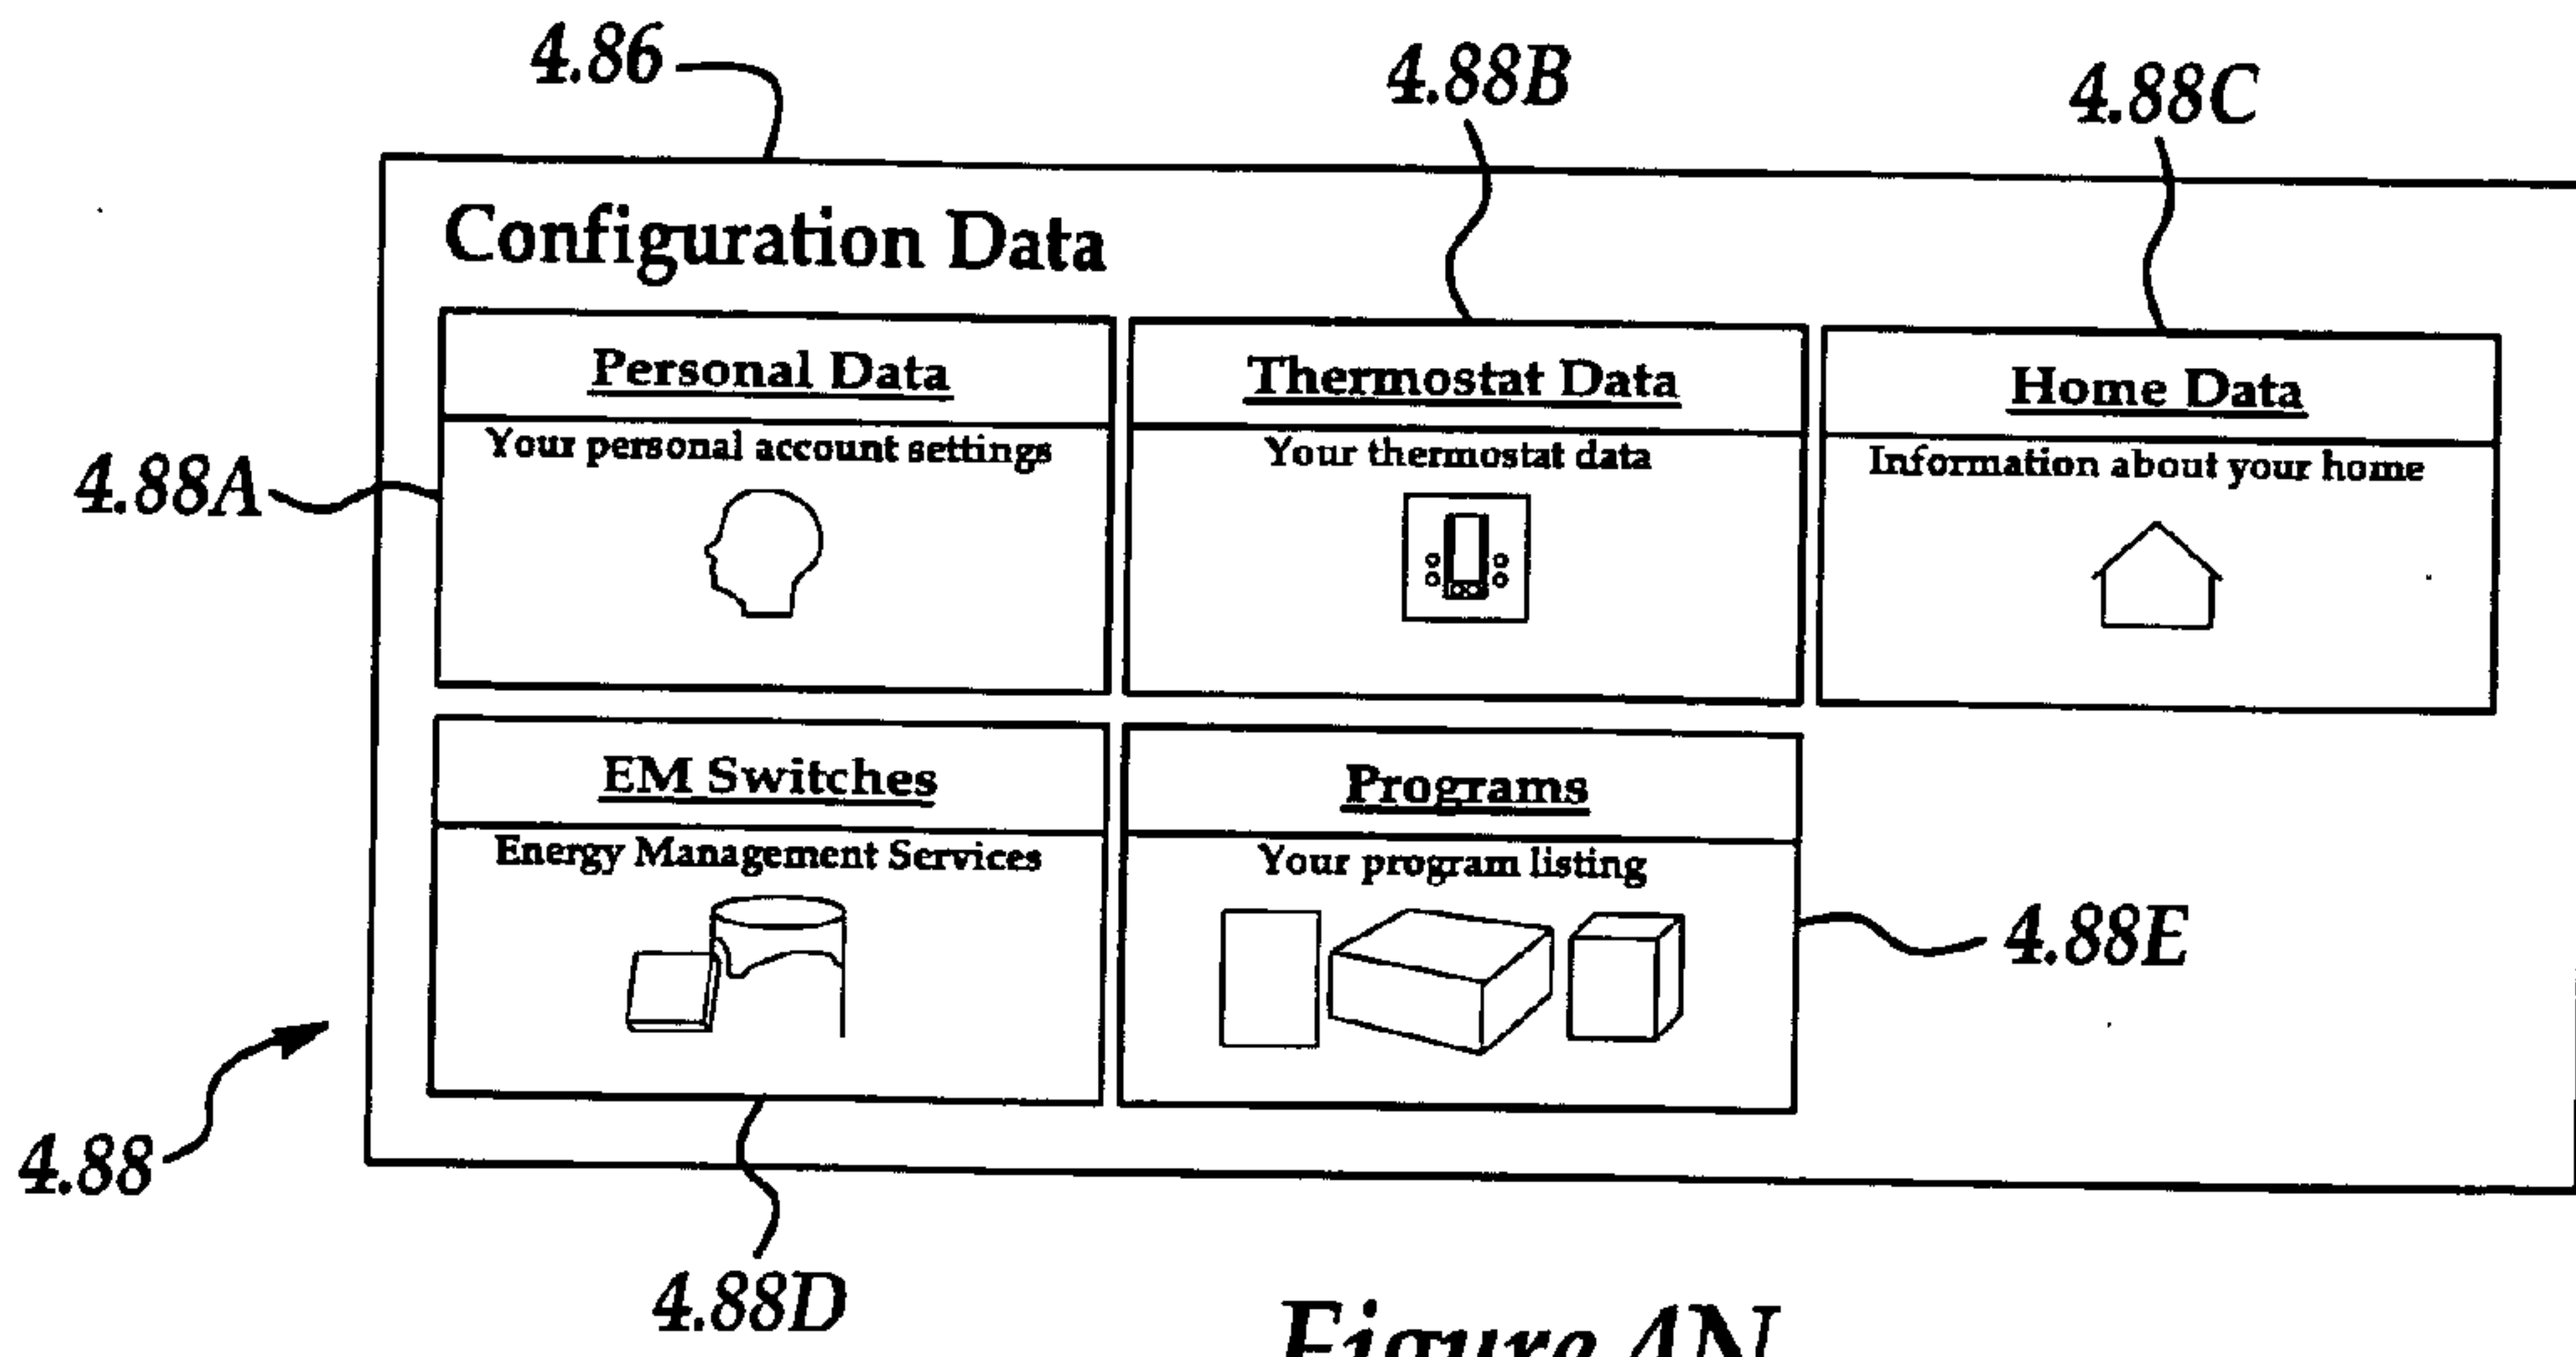 4.86
4.88B
4.88C
Configuration Data
Personal Data
Your personal account settings
Thermostat Data
Your thermostat data
Home Data
Information about your home
4.88A
EM Switches
Energy Management Services
Programs
Your program listing
4.88E
4.88
4.88D
Figure 4N